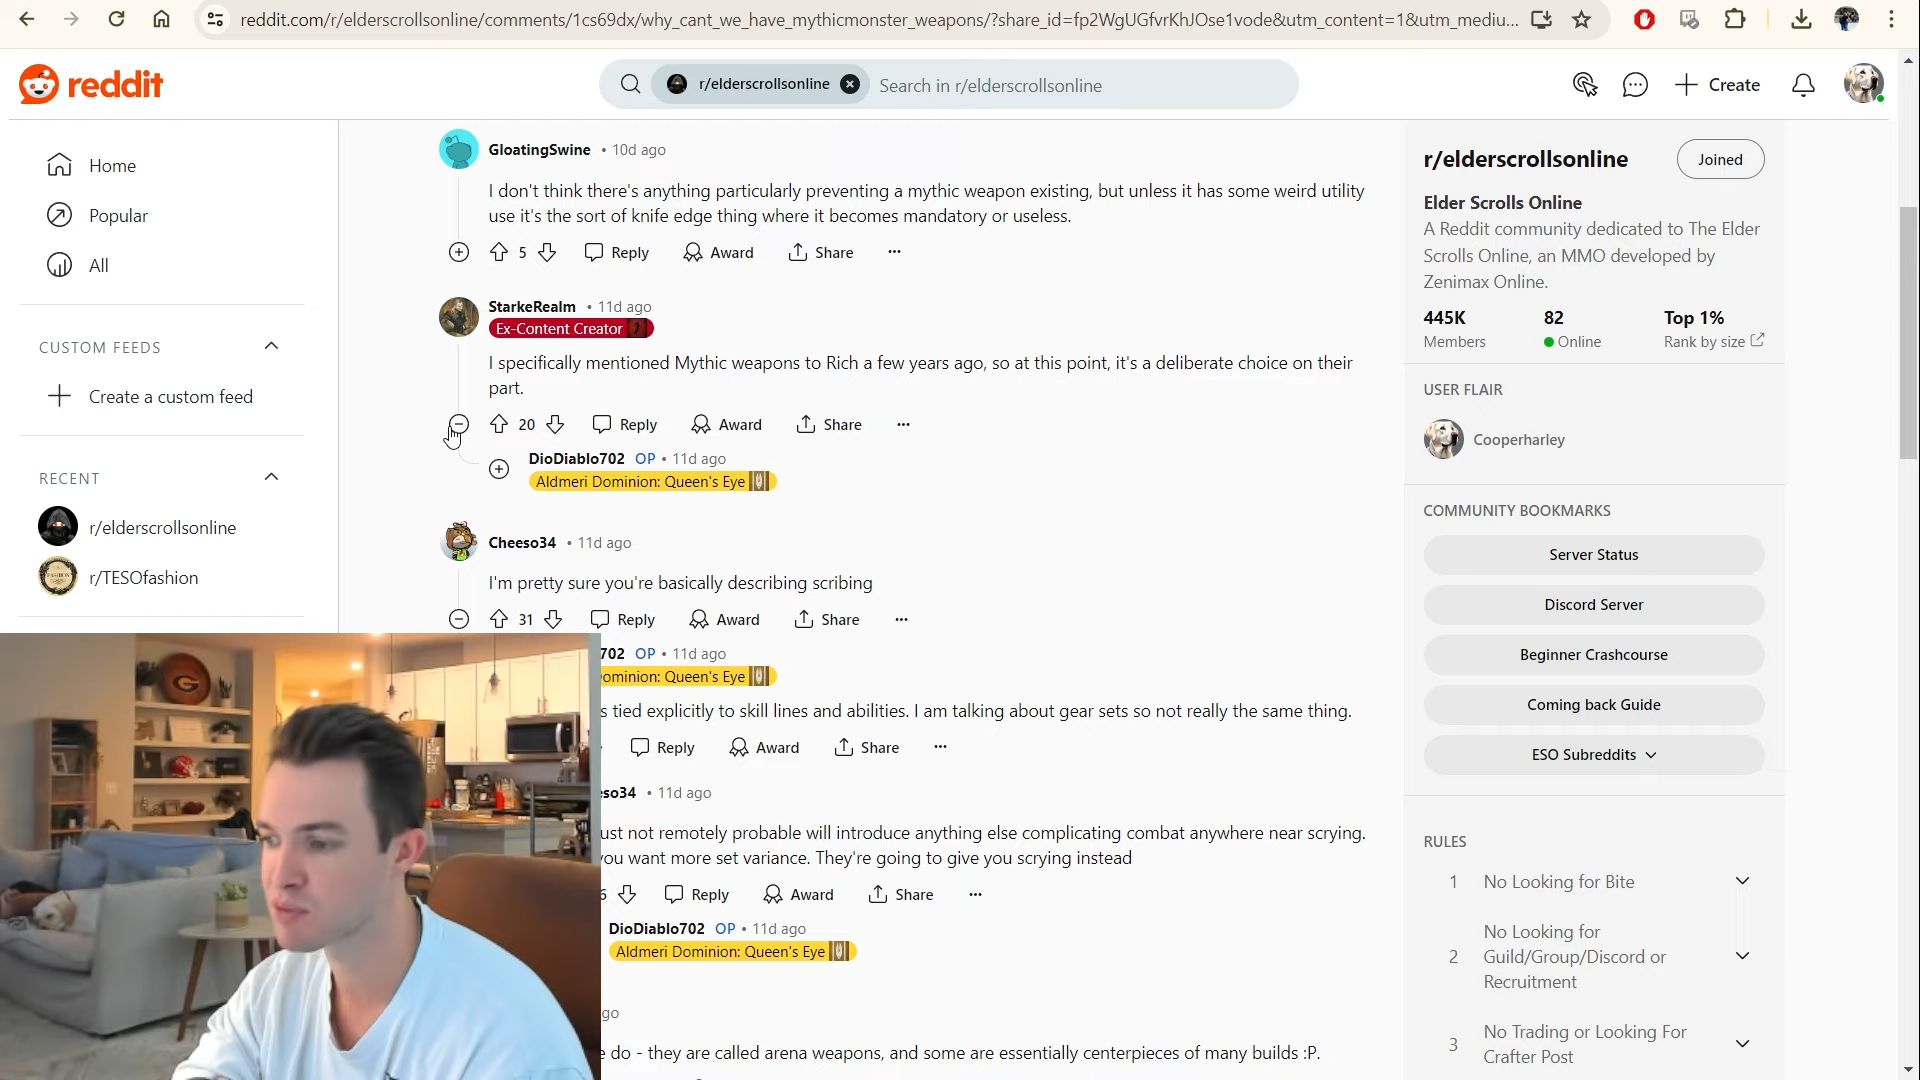 reddit.com/r/elderscrollsonline/comments/1cs69dx/why_cant_we_have_mythicmonster_weapons/?share_id=fp2WgUGfvrKhJOse1vode&utm_content=1&utm_mediu...
reddit
r/elderscrollsonline
Search in r/elderscrollsonline
Create
Home
Popular
All
CUSTOM FEEDS
Create a custom feed
RECENT
r/elderscrollsonline
r/TESOfashion
GloatingSwine • 10d ago
I don't think there's anything particularly preventing a mythic weapon existing, but unless it has some weird utility
use it's the sort of knife edge thing where it becomes mandatory or useless.
5 Reply Award Share ...
StarkeRealm • 11d ago
Ex-Content Creator
I specifically mentioned Mythic weapons to Rich a few years ago, so at this point, it's a deliberate choice on their
part.
20 Reply Award Share ...
DioDiablo702 OP • 11d ago
Aldmeri Dominion: Queen's Eye
Cheeso34 • 11d ago
I'm pretty sure you're basically describing scribing
31 Reply Award Share ...
702 OP • 11d ago
ominion: Queen's Eye
s tied explicitly to skill lines and abilities. I am talking about gear sets so not really the same thing.
Reply Award Share ...
so34 • 11d ago
ust not remotely probable will introduce anything else complicating combat anywhere near scrying.
you want more set variance. They're going to give you scrying instead
6 Reply Award Share ...
DioDiablo702 OP • 11d ago
Aldmeri Dominion: Queen's Eye
go
e do - they are called arena weapons, and some are essentially centerpieces of many builds :P.
r/elderscrollsonline
Joined
Elder Scrolls Online
A Reddit community dedicated to The Elder
Scrolls Online, an MMO developed by
Zenimax Online.
445K 82 Top 1%
Members Online Rank by size
USER FLAIR
Cooperharley
COMMUNITY BOOKMARKS
Server Status
Discord Server
Beginner Crashcourse
Coming back Guide
ESO Subreddits
RULES
1 No Looking for Bite
2 No Looking for
Guild/Group/Discord or
Recruitment
3 No Trading or Looking For
Crafter Post